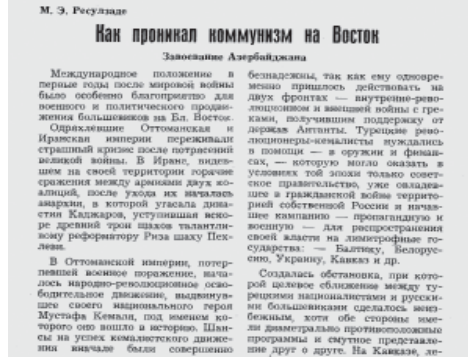 М. Э. Ресулзаде
Как проникал коммунизм на Восток
Завоевание Азербайджана
Международное положение в
первые годы после мировой войны
было особенно благоприятно для
военного и политического продви-
жения большевиков на Бл. Восток.
Одряхлевшие Оттоманская и
Иранская империи переживали
страшный кризис после потрясений
великой войны. В Иране, видев-
шем на своей территории горячие
сражения между армиями двух ко-
алиций, после ухода их началась
анархия, в которой угасала дина-
стия Каджаров, уступившая вско-
ре древний трон шахов талантли-
вому реформатору Риза шаху Пех-
леви.
В Оттоманской империи, потер-
певшей военное поражение, нача-
лось народно-революционное осво-
бодительное движение, выдвинув-
шее своего национального героя
Мустафа Кемаля, под именем ко-
торого оно вошло в историю. Шан-
сы на успех кемалистского движе-
ния вначале были совершенно
безнадежны, так как ему одновре-
менно пришлось действовать на
двух фронтах — внутренне-рево-
люционном и внешней войны с гре-
ками, получившим поддержку от
держав Антанты. Турецкие рево-
люционеры-кемалисты нуждались
в помощи — в оружии и финан-
сах, — которую могло оказать в
условиях той эпохи только совет-
ское правительство, уже овладев-
шее в гражданской войне террито-
рией собственной России и начав-
шее кампанию — пропагандную и
военную — для распространения
своей власти на лимитрофные го-
сударства: — Балтику, Белорус-
сию, Украину, Кавказ и др.
Создалась обстановка, при кото-
рой целевое сближение между ту-
рецкими националистами и русски-
ми большевиками сделалось неиз-
бежным, хотя обе стороны име-
ли диаметрально противоположные
программы и смутное представле-
ние друг о друге. На Кавказе, ле-